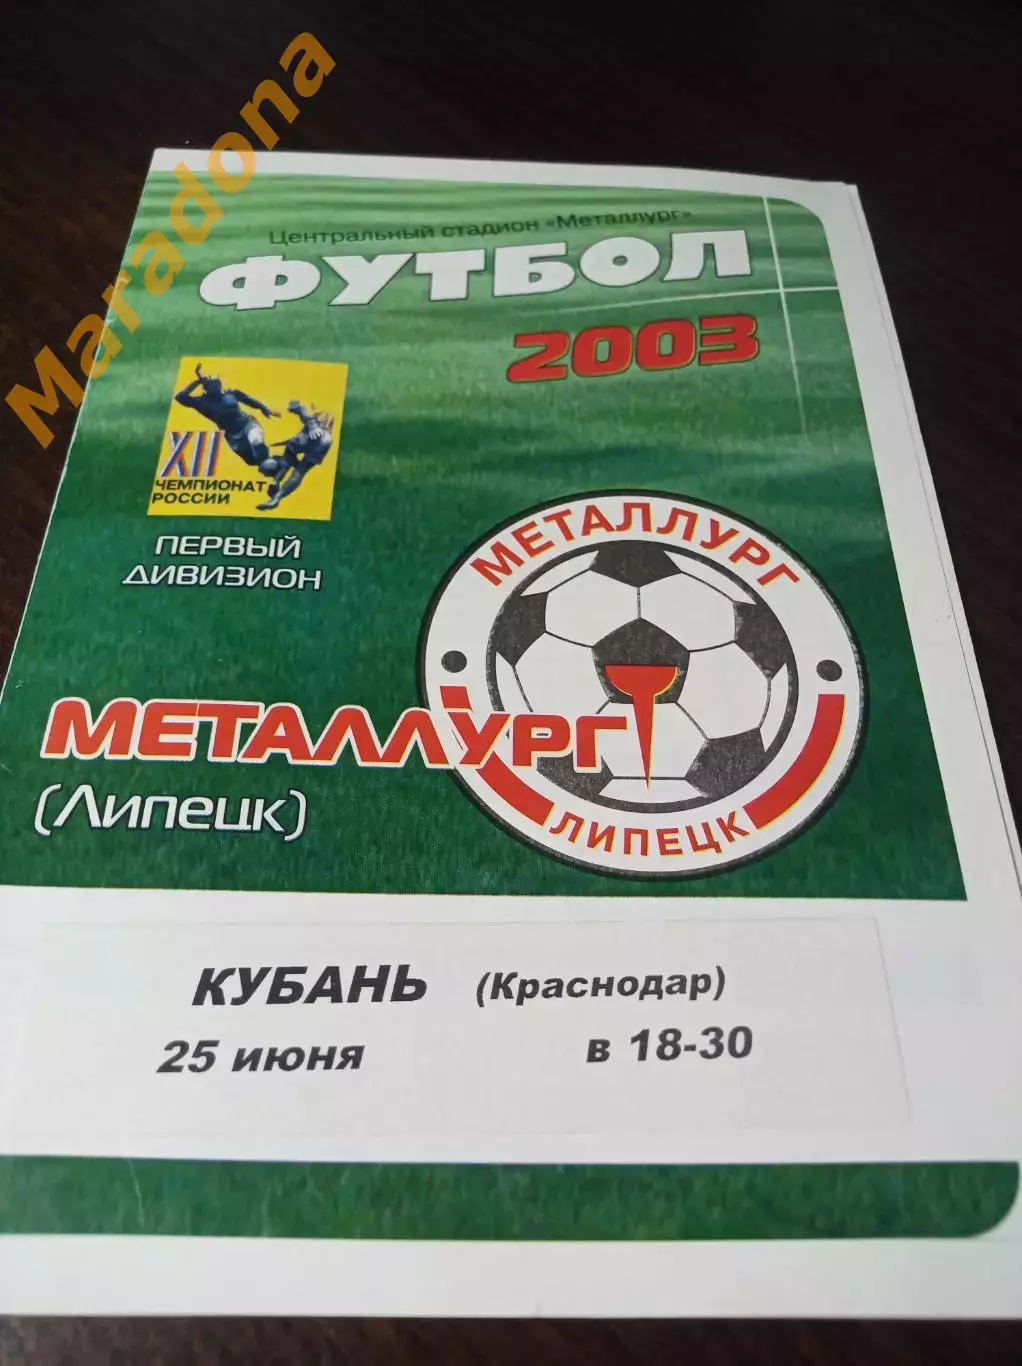 Maradona
Центральный стадион «Металлург»
ФУТБОЛ
2003
XII
ЧЕМПИОНАТ
РОССИИ
ПЕРВЫЙ
ДИВИЗИОН
МЕТАЛЛУРГ
ЛИПЕЦК
МЕТАЛЛУРГ
(Липецк)
КУБАНЬ (Краснодар)
25 июня в 18-30